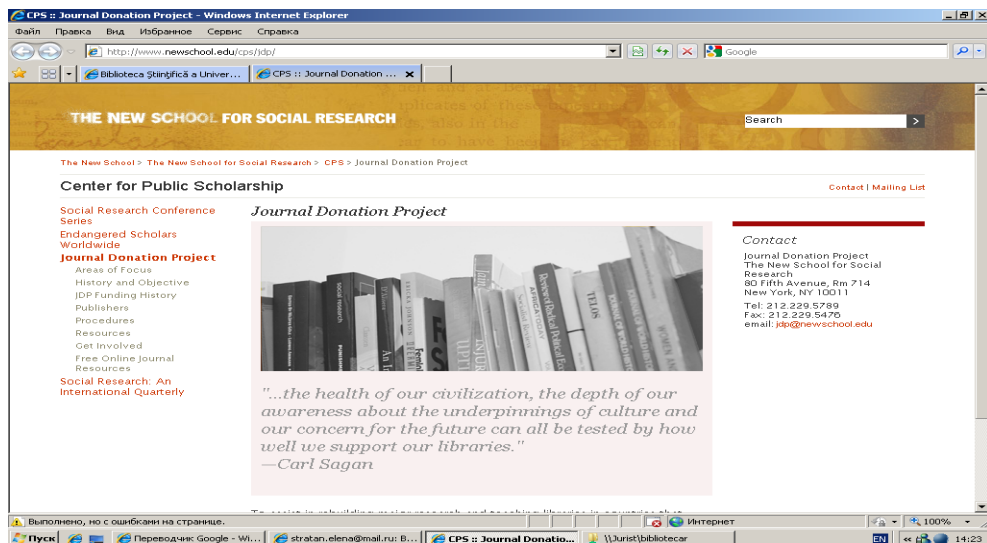 CPS :: Journal Donation Project - Windows Internet Explorer
Файл Правка Вид Избранное Сервис Справка
http://www.newschool.edu/cps/jdp/
Google
Biblioteca Ştiinţifică a Univer...
CPS :: Journal Donation ...
THE NEW SCHOOL FOR SOCIAL RESEARCH
Search
The New School > The New School for Social Research > CPS > Journal Donation Project
Center for Public Scholarship
Contact | Mailing List
Social Research Conference
Series
Endangered Scholars
Worldwide
Journal Donation Project
Areas of Focus
History and Objective
JDP Funding History
Publishers
Procedures
Resources
Get Involved
Free Online Journal
Resources
Social Research: An
International Quarterly
Journal Donation Project
social research
TELOS
AFRICA TODAY
"...the health of our civilization, the depth of our
awareness about the underpinnings of culture and
our concern for the future can all be tested by how
well we support our libraries."
—Carl Sagan
Contact
Journal Donation Project
The New School for Social
Research
80 Fifth Avenue, Rm 714
New York, NY 10011
Tel: 212.229.5789
Fax: 212.229.5476
email: jdp@newschool.edu
Выполнено, но с ошибками на странице.
Интернет
100%
Пуск
Переводчик Google - Wi...
stratan.elena@mail.ru: В...
CPS :: Journal Donatio...
\\Jurist\bibliotecar
EN
14:23